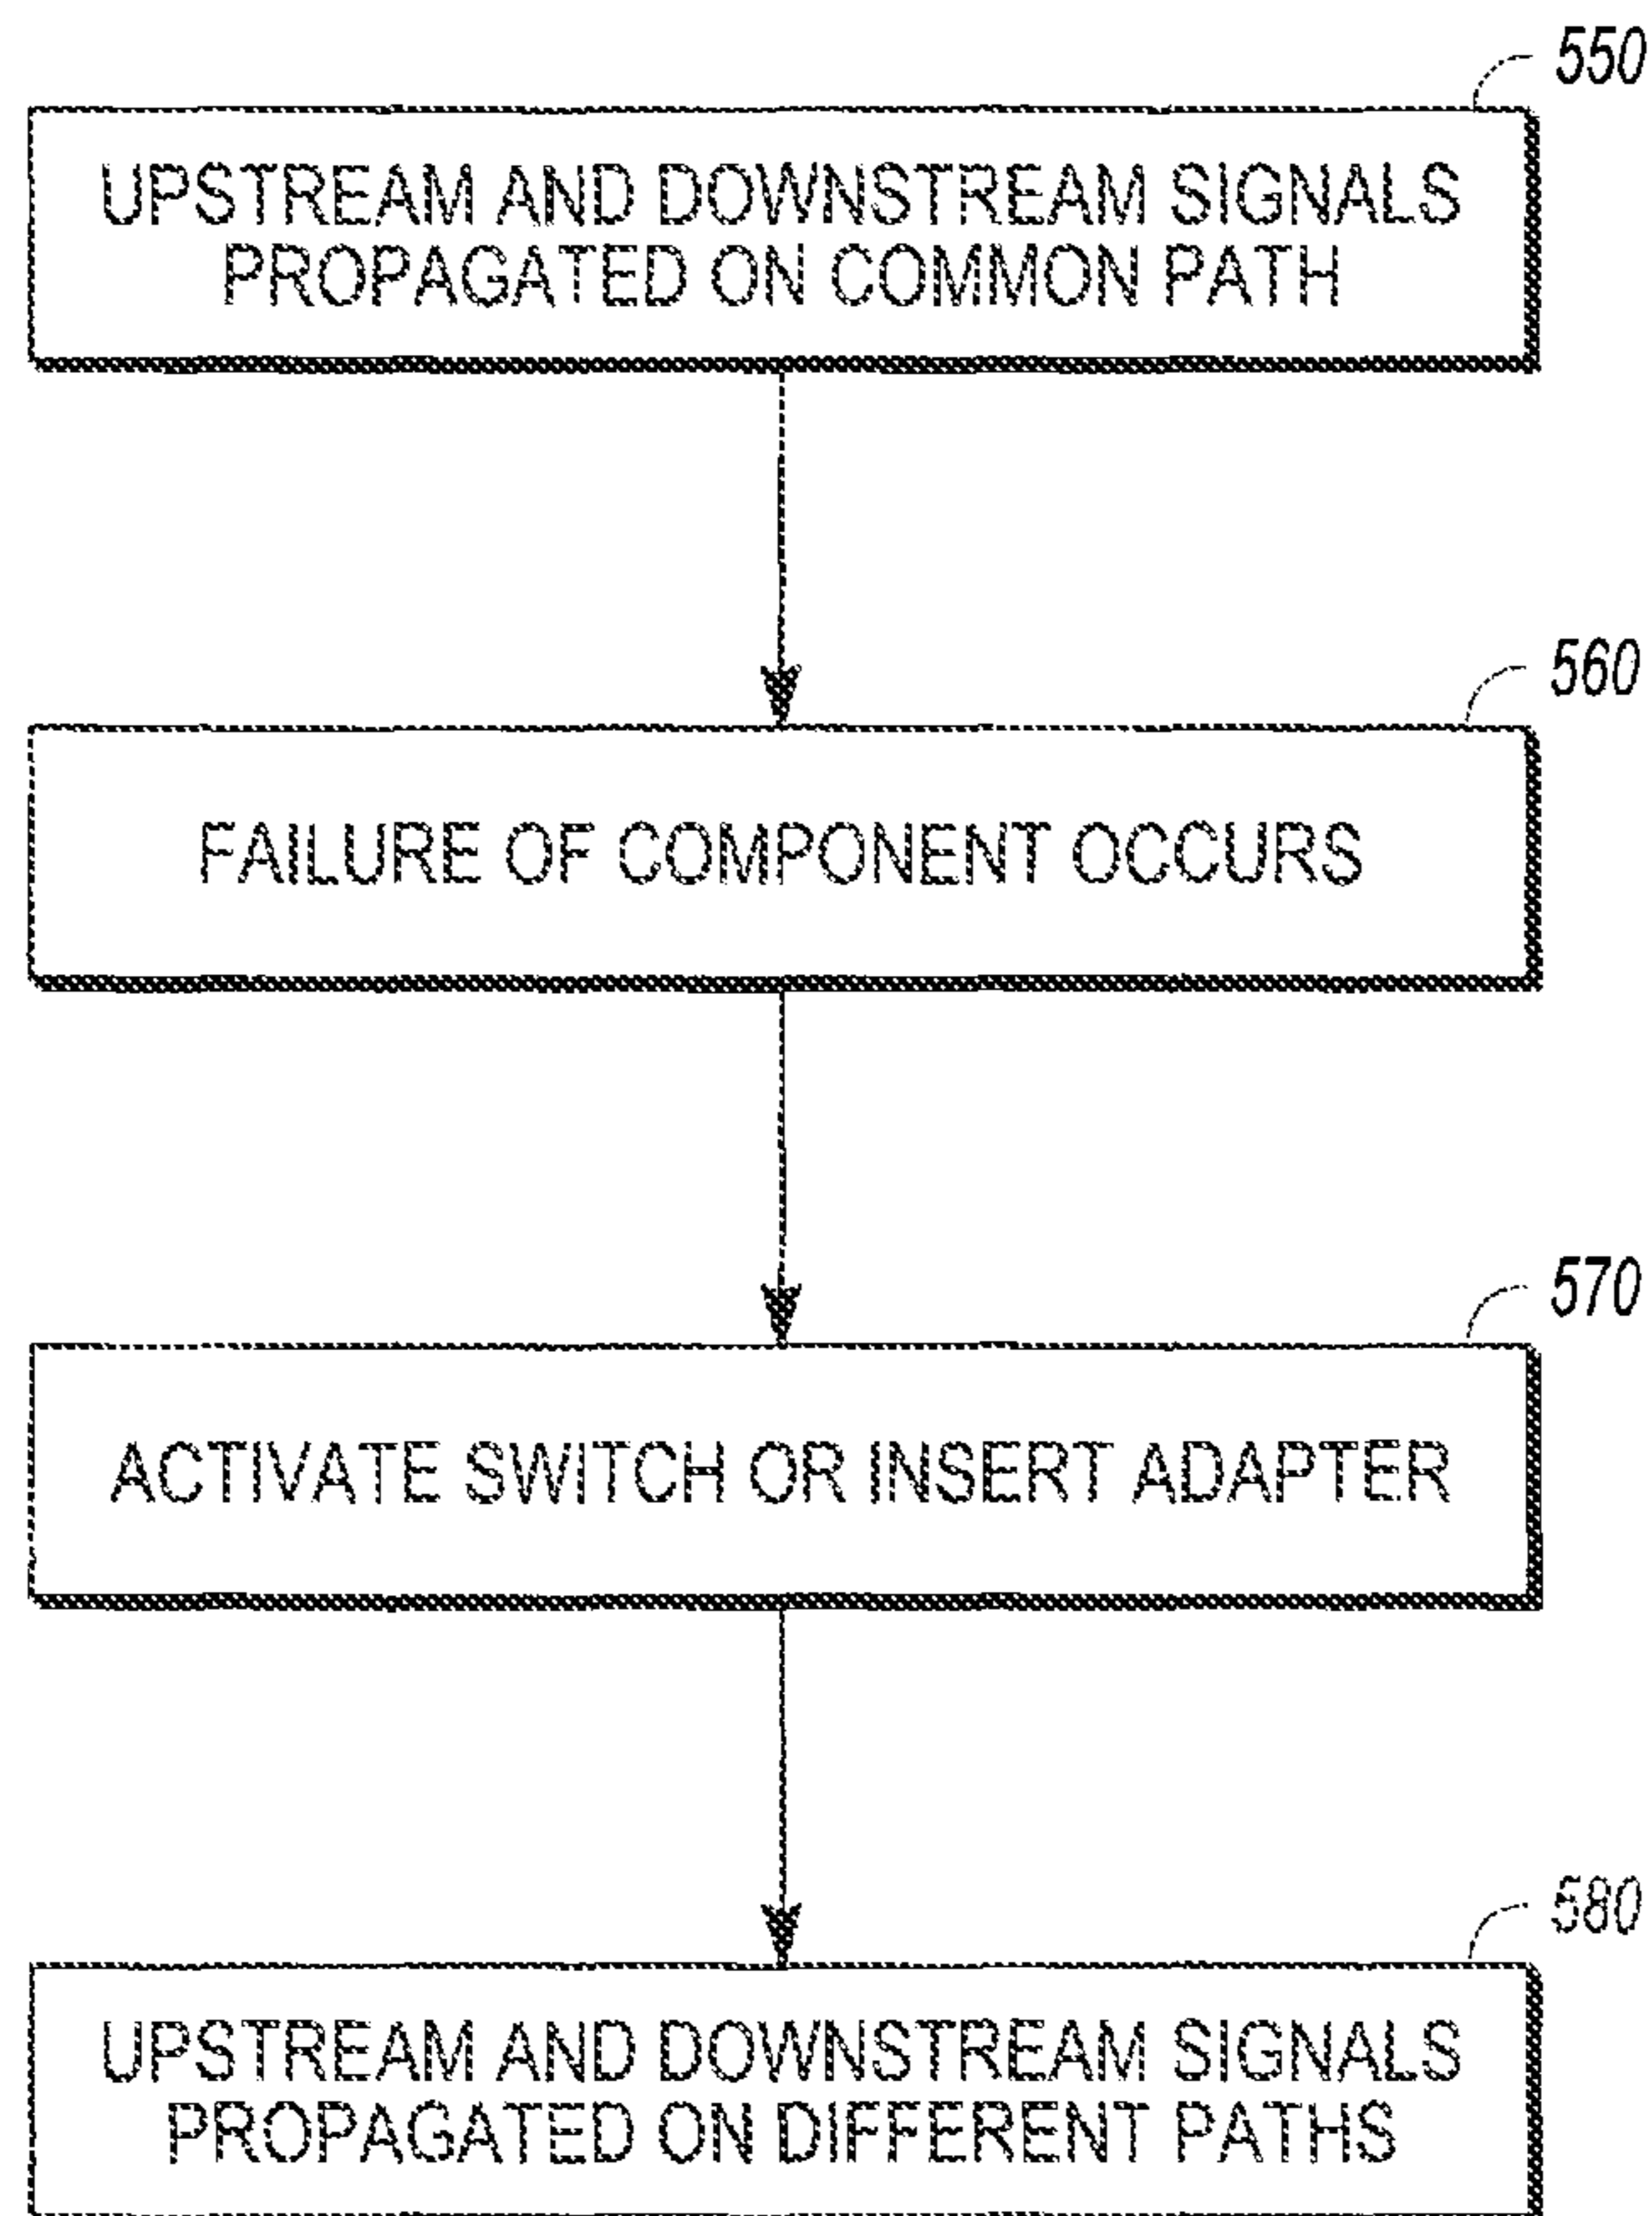 550
UPSTREAM AND DOWNSTREAM SIGNALS
PROPAGATED ON COMMON PATH
560
FAILURE OF COMPONENT OCCURS
570
ACTIVATE SWITCH OR INSERT ADAPTER
580
UPSTREAM AND DOWNSTREAM SIGNALS
PROPAGATED ON DIFFERENT PATHS